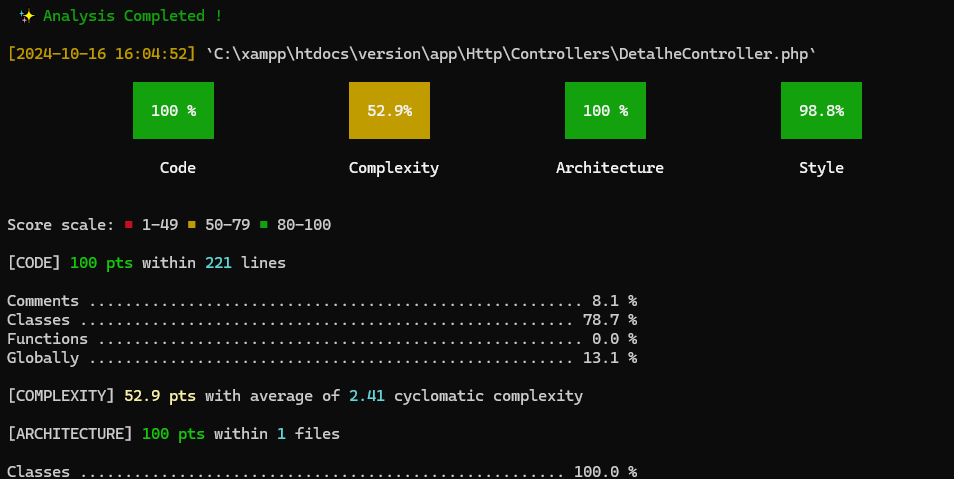 ✨ Analysis Completed !
[2024-10-16 16:04:52] `C:\xampp\htdocs\version\app\Http\Controllers\DetalheController.php`
100 % 52.9% 100 % 98.8%
Code Complexity Architecture Style
Score scale: ■ 1-49 ■ 50-79 ■ 80-100
[CODE] 100 pts within 221 lines
Comments ....................................................... 8.1 %
Classes ....................................................... 78.7 %
Functions ...................................................... 0.0 %
Globally ...................................................... 13.1 %
[COMPLEXITY] 52.9 pts with average of 2.41 cyclomatic complexity
[ARCHITECTURE] 100 pts within 1 files
Classes ...................................................... 100.0 %